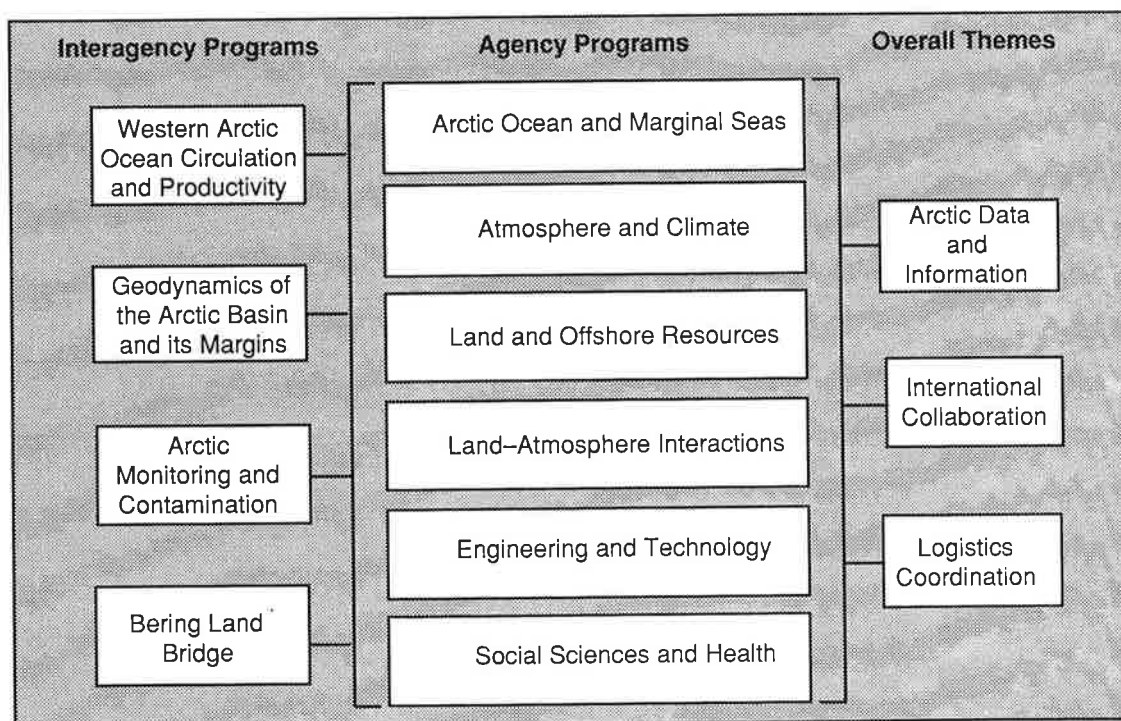 Interagency Programs
Western Arctic
Ocean Circulation
and Productivity
Geodynamics of
the Arctic Basin
and its Margins
Arctic
Monitoring and
Contamination
Bering Land
Bridge
Agency Programs
Arctic Ocean and Marginal Seas
Atmosphere and Climate
Land and Offshore Resources
Land–Atmosphere Interactions
Engineering and Technology
Social Sciences and Health
Overall Themes
Arctic Data
and
Information
International
Collaboration
Logistics
Coordination